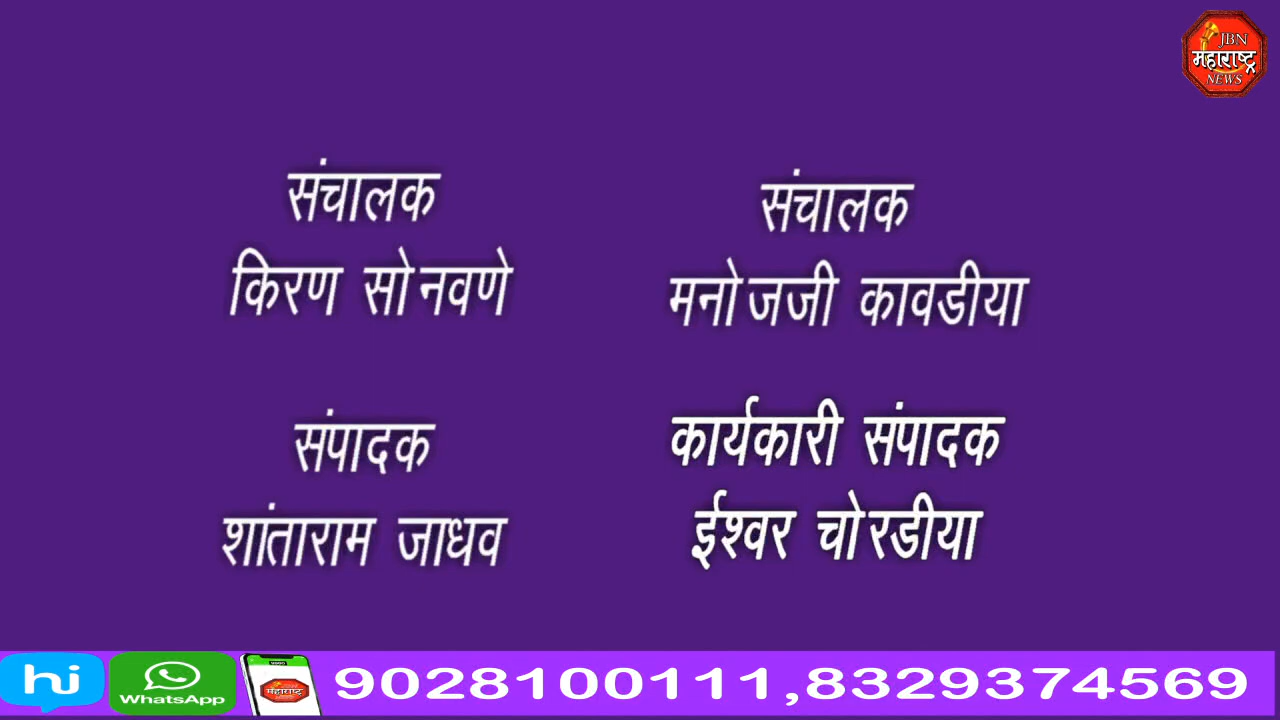 JBN
महाराष्ट्र
NEWS
संचालक
किरण सोनवणे
संचालक
मनोजजी कावडीया
संपादक
शांताराम जाधव
कार्यकारी संपादक
ईश्वर चोरडीया
hi
WhatsApp
महाराष्ट्र
9028100111,8329374569